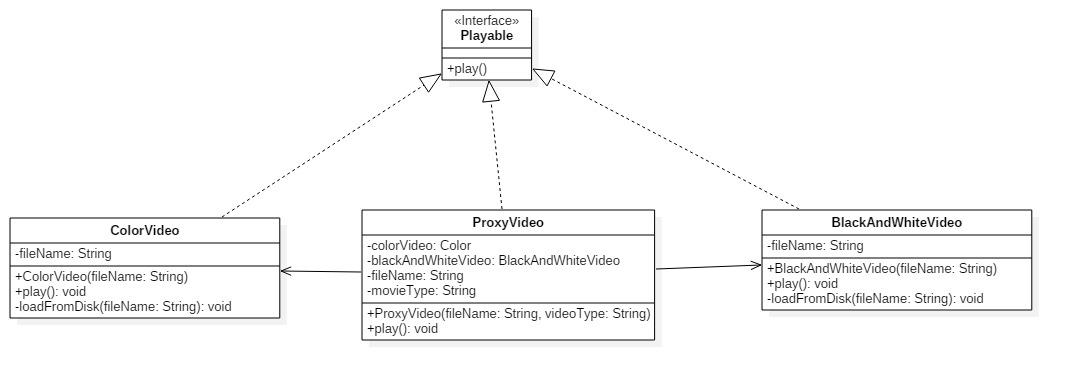 «Interface»
Playable
+play()
ColorVideo
-fileName: String
+ColorVideo(fileName: String)
+play(): void
-loadFromDisk(fileName: String): void
ProxyVideo
-colorVideo: Color
-blackAndWhiteVideo: BlackAndWhiteVideo
-fileName: String
-movieType: String
+ProxyVideo(fileName: String, videoType: String)
+play(): void
BlackAndWhiteVideo
-fileName: String
+BlackAndWhiteVideo(fileName: String)
+play(): void
-loadFromDisk(fileName: String): void